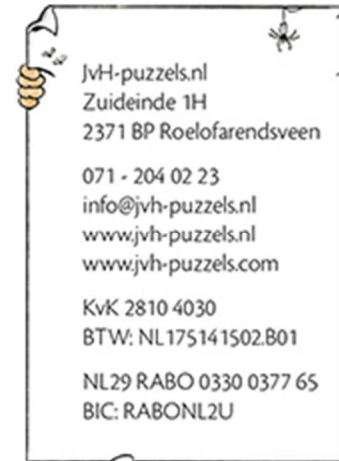 JvH-puzzels.nl
Zuideinde 1H
2371 BP Roelofarendsveen
071 - 204 02 23
info@jvh-puzzels.nl
www.jvh-puzzels.nl
www.jvh-puzzels.com
KvK 2810 4030
BTW: NL175141502.B01
NL29 RABO 0330 0377 65
BIC: RABONL2U